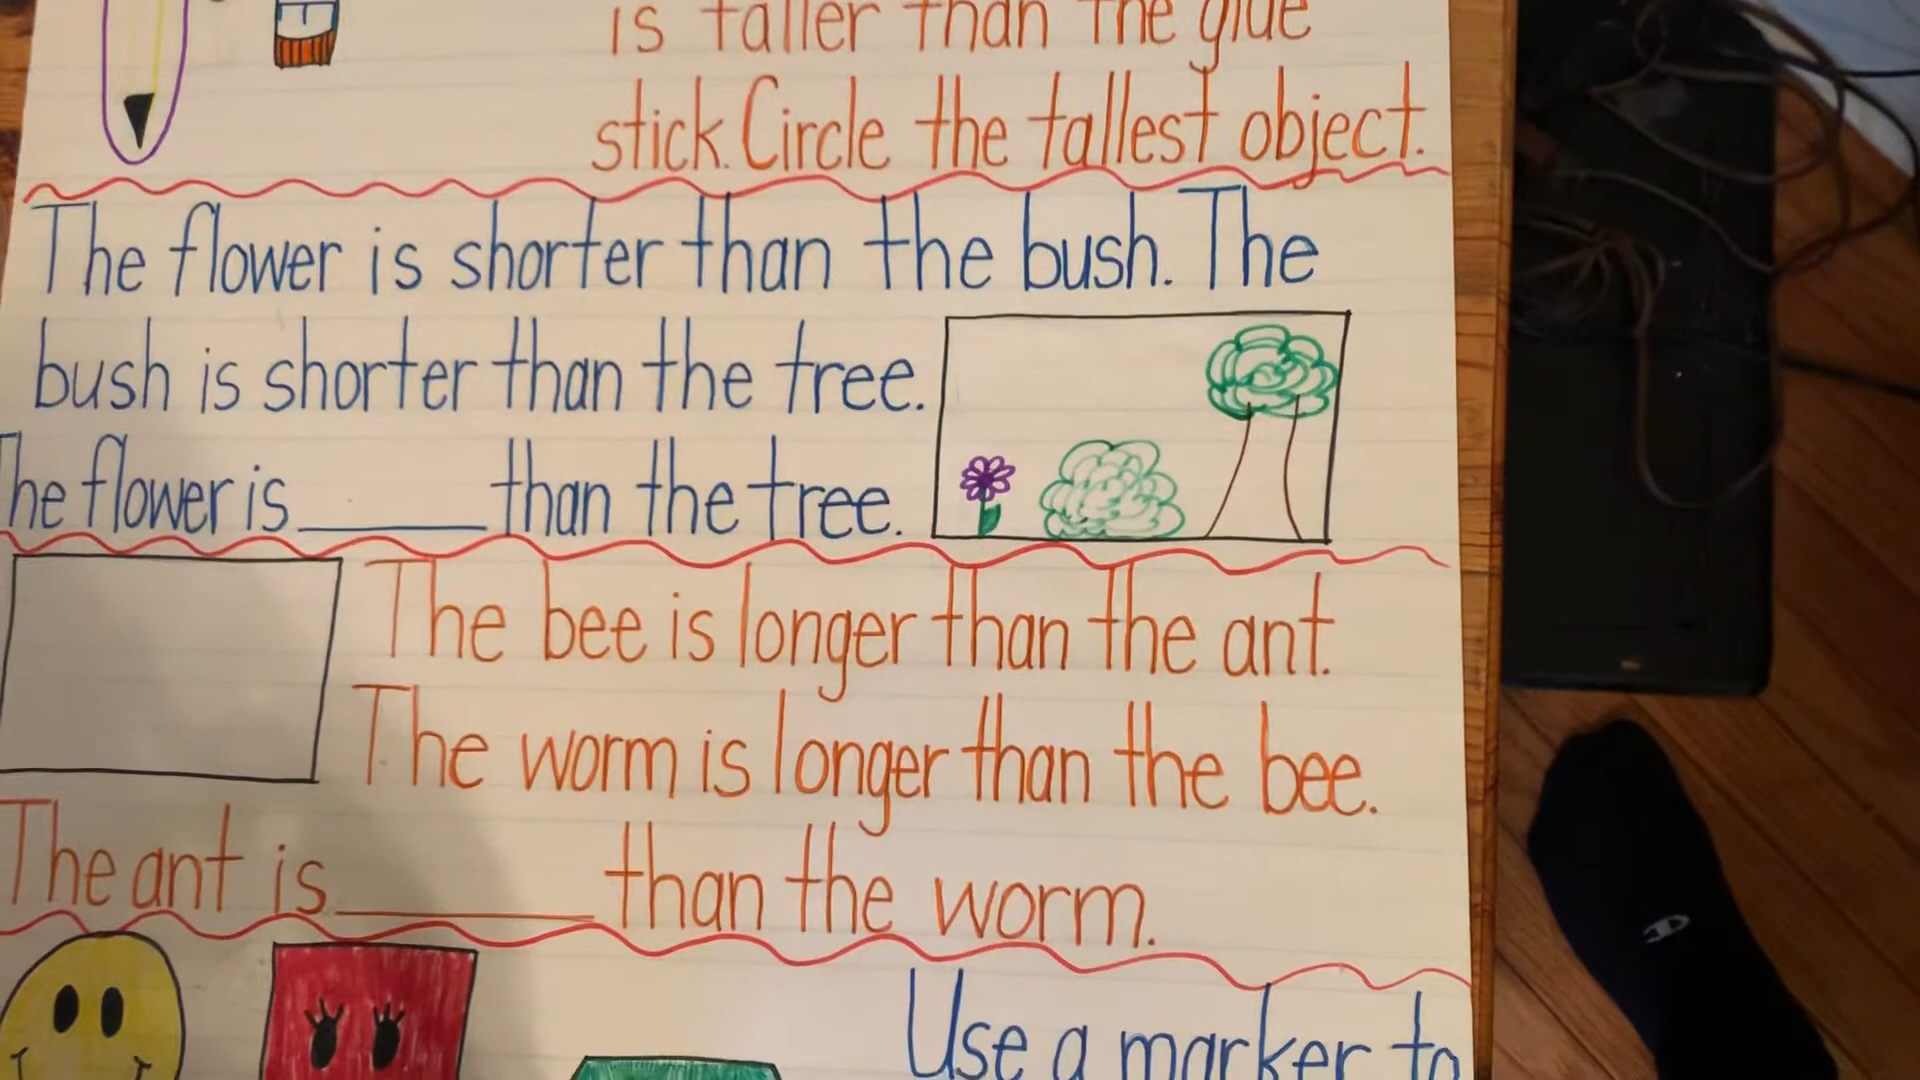 is taller than the glue
stick. Circle the tallest object.
The flower is shorter than the bush. The
bush is shorter than the tree.
The flower is ______ than the tree.
The bee is longer than the ant.
The worm is longer than the bee.
The ant is ______ than the worm.
Use a marker to